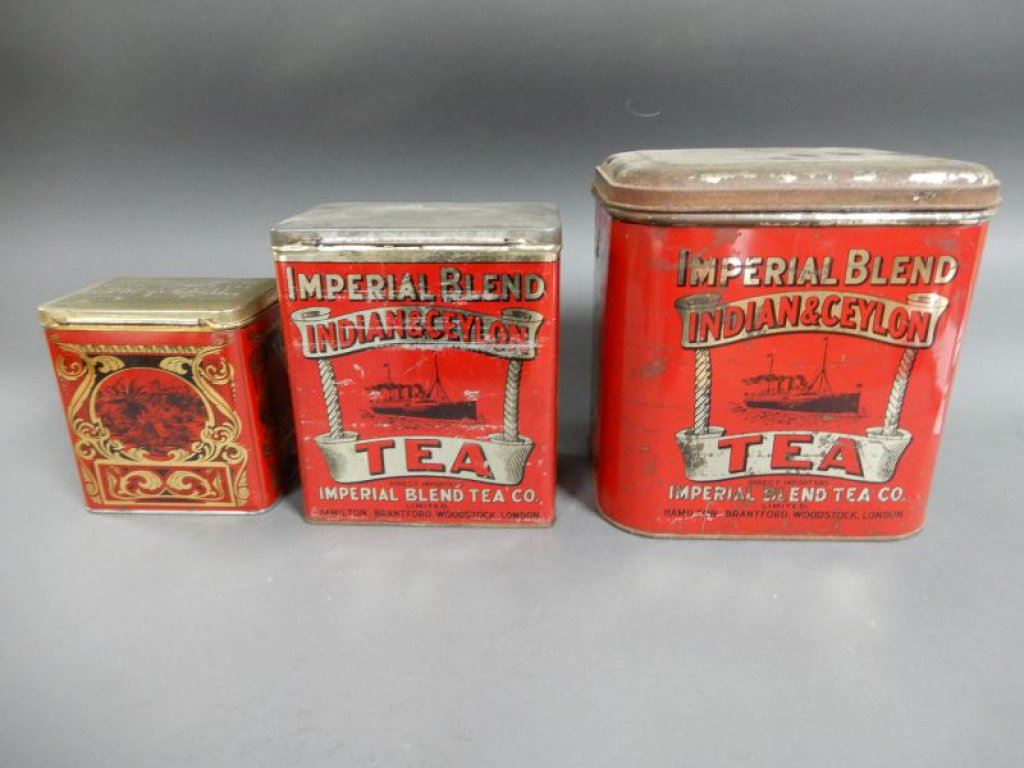 IMPERIAL BLEND
INDIAN & CEYLON
TEA
DIRECT IMPORTERS
IMPERIAL BLEND TEA CO.
LIMITED.
HAMILTON, BRANTFORD, WOODSTOCK, LONDON.
IMPERIAL BLEND
INDIAN & CEYLON
TEA
DIRECT IMPORTERS
IMPERIAL BLEND TEA CO.
LIMITED.
HAMILTON, BRANTFORD, WOODSTOCK, LONDON.